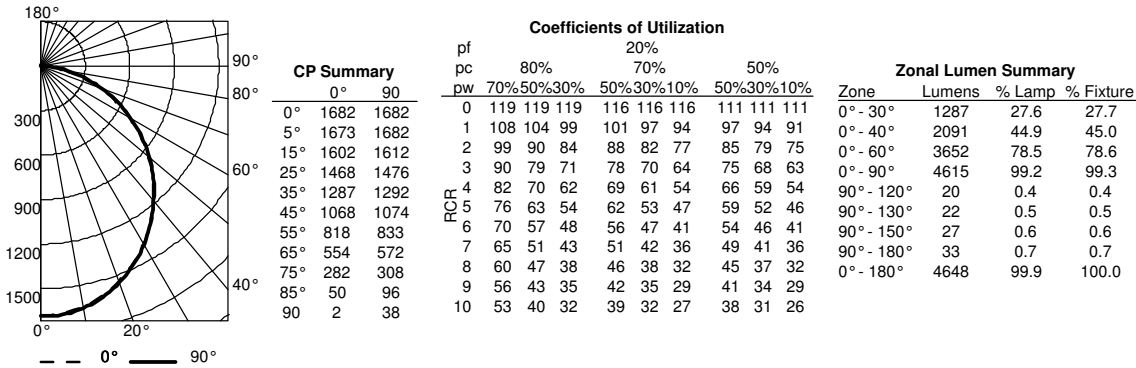 180°
90°
80°
60°
40°
300
600
900
1200
1500
0° 20°
0° 90°
CP Summary
0° 90
0° 1682 1682
5° 1673 1682
15° 1602 1612
25° 1468 1476
35° 1287 1292
45° 1068 1074
55° 818 833
65° 554 572
75° 282 308
85° 50 96
90 2 38
Coefficients of Utilization
pf 20%
pc 80% 70% 50%
pw 70%50%30% 50%30%10% 50%30%10%
RCR
0 119 119 119 116 116 116 111 111 111
1 108 104 99 101 97 94 97 94 91
2 99 90 84 88 82 77 85 79 75
3 90 79 71 78 70 64 75 68 63
4 82 70 62 69 61 54 66 59 54
5 76 63 54 62 53 47 59 52 46
6 70 57 48 56 47 41 54 46 41
7 65 51 43 51 42 36 49 41 36
8 60 47 38 46 38 32 45 37 32
9 56 43 35 42 35 29 41 34 29
10 53 40 32 39 32 27 38 31 26
Zonal Lumen Summary
Zone Lumens % Lamp % Fixture
0° - 30° 1287 27.6 27.7
0° - 40° 2091 44.9 45.0
0° - 60° 3652 78.5 78.6
0° - 90° 4615 99.2 99.3
90° - 120° 20 0.4 0.4
90° - 130° 22 0.5 0.5
90° - 150° 27 0.6 0.6
90° - 180° 33 0.7 0.7
0° - 180° 4648 99.9 100.0